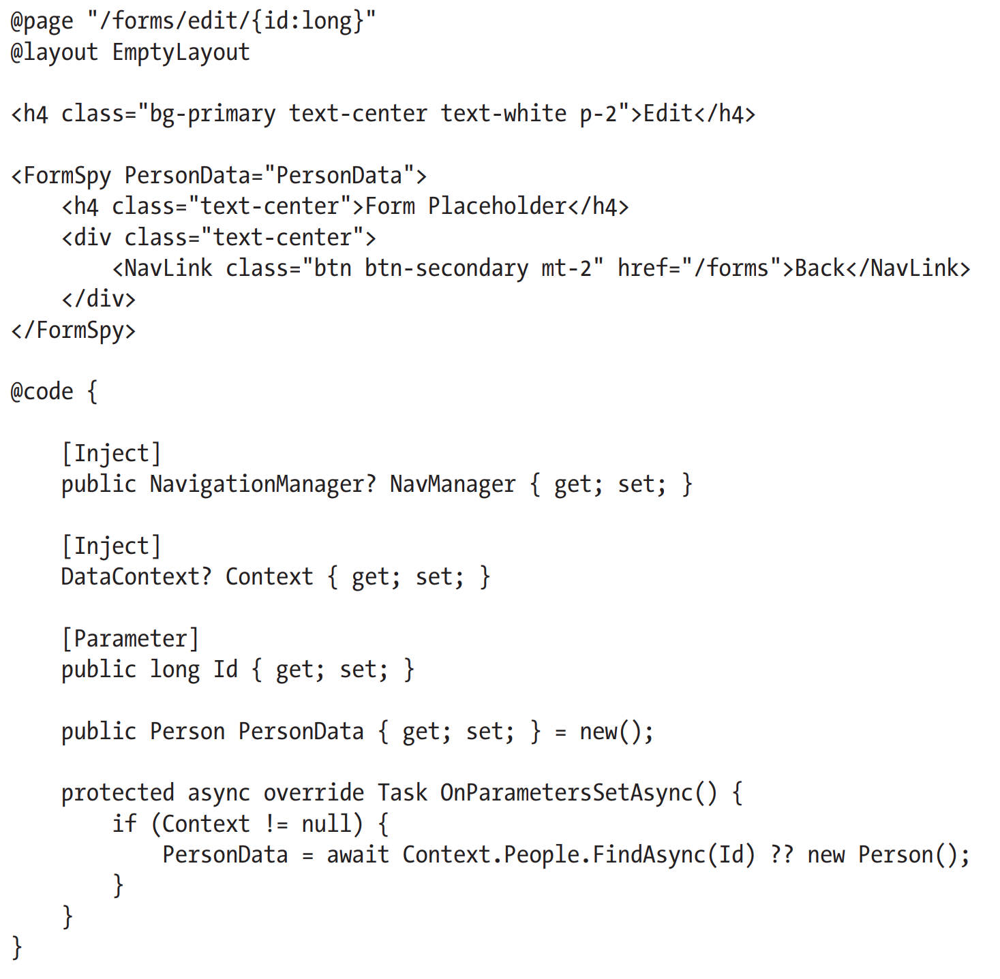 @page "/forms/edit/{id:long}"
@layout EmptyLayout

<h4 class="bg-primary text-center text-white p-2">Edit</h4>

<FormSpy PersonData="PersonData">
    <h4 class="text-center">Form Placeholder</h4>
    <div class="text-center">
        <NavLink class="btn btn-secondary mt-2" href="/forms">Back</NavLink>
    </div>
</FormSpy>

@code {

    [Inject]
    public NavigationManager? NavManager { get; set; }

    [Inject]
    DataContext? Context { get; set; }

    [Parameter]
    public long Id { get; set; }

    public Person PersonData { get; set; } = new();

    protected async override Task OnParametersSetAsync() {
        if (Context != null) {
            PersonData = await Context.People.FindAsync(Id) ?? new Person();
        }
    }
}